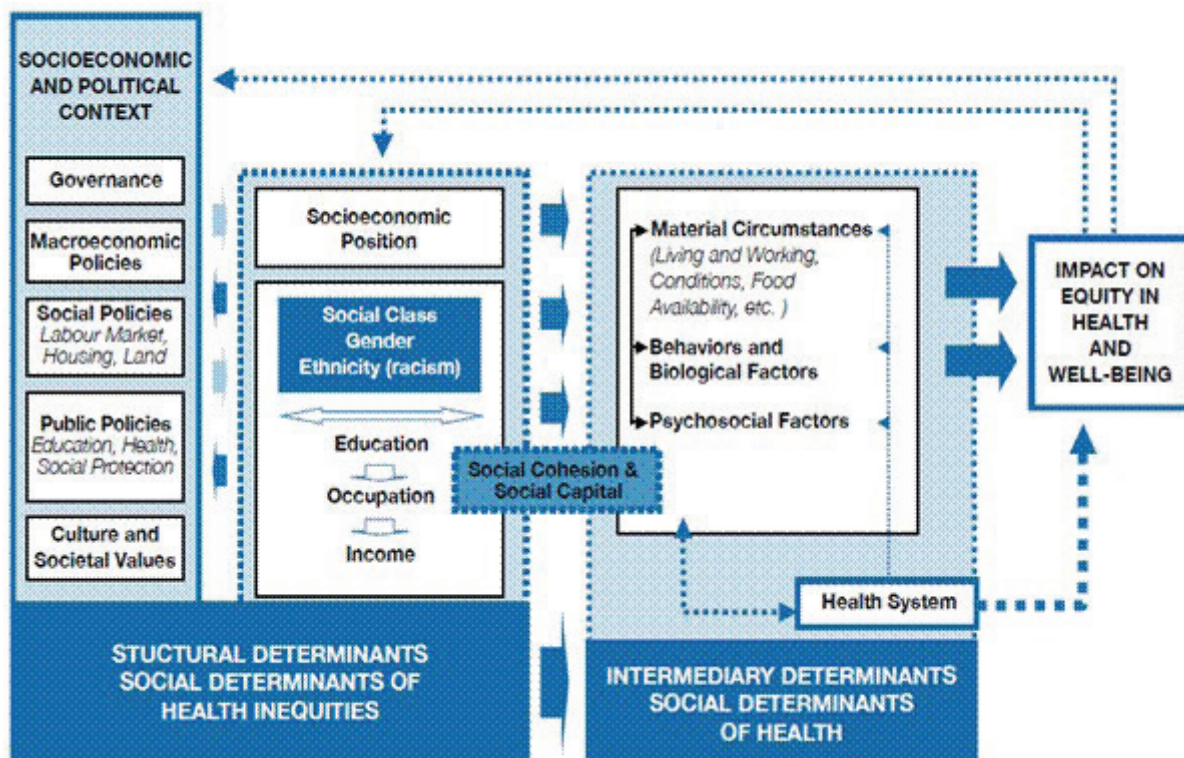 SOCIOECONOMIC
AND POLITICAL
CONTEXT
Governance
Macroeconomic
Policies
Social Policies
Labour Market,
Housing, Land
Public Policies
Education, Health,
Social Protection
Culture and
Societal Values
Socioeconomic
Position
Social Class
Gender
Ethnicity (racism)
Education
Occupation
Income
Social Cohesion &
Social Capital
Material Circumstances
(Living and Working,
Conditions, Food
Availability, etc. )
Behaviors and
Biological Factors
Psychosocial Factors
Health System
IMPACT ON
EQUITY IN
HEALTH
AND
WELL-BEING
STUCTURAL DETERMINANTS
SOCIAL DETERMINANTS OF
HEALTH INEQUITIES
INTERMEDIARY DETERMINANTS
SOCIAL DETERMINANTS
OF HEALTH